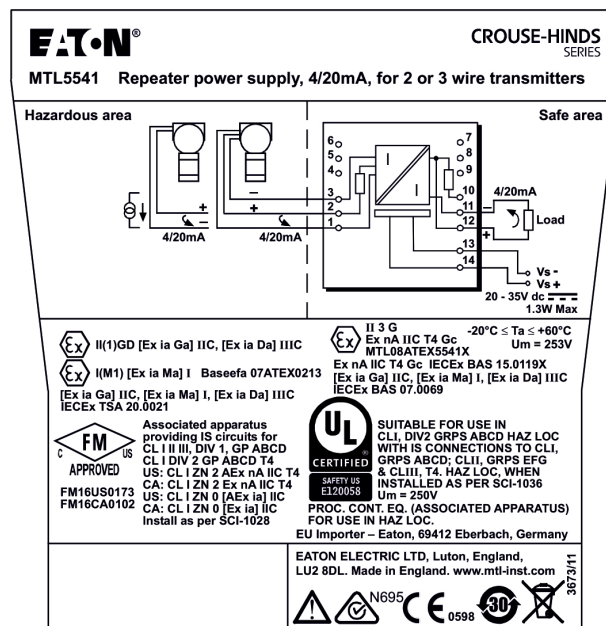 EATON®
CROUSE-HINDS
SERIES
MTL5541 Repeater power supply, 4/20mA, for 2 or 3 wire transmitters
Hazardous area
Safe area
6
5
4
3
2
1
7
8
9
10
11
12
13
14
I
I
+
−
4/20mA
−
+
4/20mA
4/20mA
−
+
Load
Vs -
Vs +
20 - 35V dc
1.3W Max
Ex II(1)GD [Ex ia Ga] IIC, [Ex ia Da] IIIC
Ex I(M1) [Ex ia Ma] I Baseefa 07ATEX0213
[Ex ia Ga] IIC, [Ex ia Ma] I, [Ex ia Da] IIIC
IECEx TSA 20.0021
Ex II 3 G
Ex nA IIC T4 Gc
MTL08ATEX5541X
-20°C ≤ Ta ≤ +60°C
Um = 253V
Ex nA IIC T4 Gc IECEx BAS 15.0119X
[Ex ia Ga] IIC, [Ex ia Ma] I, [Ex ia Da] IIIC
IECEx BAS 07.0069
C FM US
APPROVED
FM16US0173
FM16CA0102
Associated apparatus
providing IS circuits for
CL I II III, DIV 1, GP ABCD
CL I DIV 2 GP ABCD T4
US: CL I ZN 2 AEx nA IIC T4
CA: CL I ZN 2 Ex nA IIC T4
US: CL I ZN 0 [AEx ia] IIC
CA: CL I ZN 0 [Ex ia] IIC
Install as per SCI-1028
UL
®
CERTIFIED
SAFETY US
E120058
SUITABLE FOR USE IN
CLI, DIV2 GRPS ABCD HAZ LOC
WITH IS CONNECTIONS TO CLI,
GRPS ABCD; CLII, GRPS EFG
& CLIII, T4. HAZ LOC, WHEN
INSTALLED AS PER SCI-1036
Um = 250V
PROC. CONT. EQ. (ASSOCIATED APPARATUS)
FOR USE IN HAZ LOC.
EU Importer – Eaton, 69412 Eberbach, Germany
EATON ELECTRIC LTD, Luton, England,
LU2 8DL. Made in England. www.mtl-inst.com
3673/11
N695
CE 0598
30